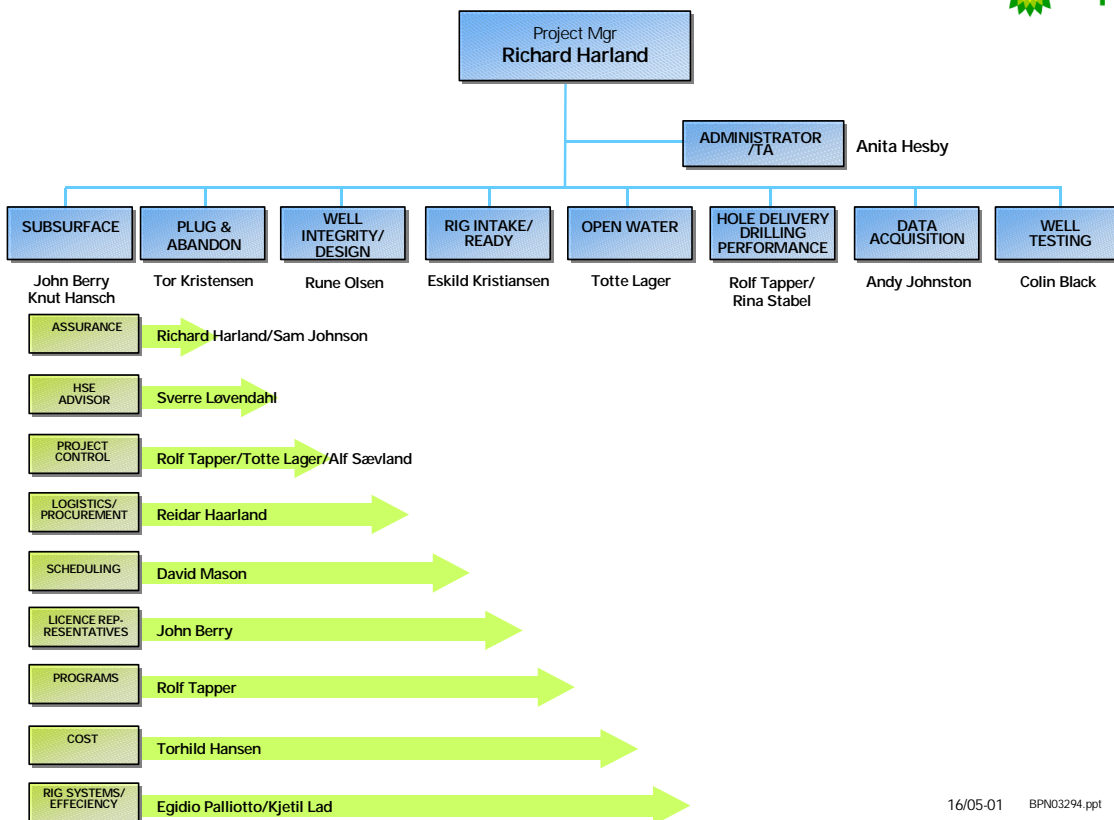 Project Mgr
Richard Harland
ADMINISTRATOR
/TA
Anita Hesby
SUBSURFACE
PLUG &
ABANDON
WELL
INTEGRITY/
DESIGN
RIG INTAKE/
READY
OPEN WATER
HOLE DELIVERY
DRILLING
PERFORMANCE
DATA
ACQUISITION
WELL
TESTING
John Berry
Knut Hansch
Tor Kristensen
Rune Olsen
Eskild Kristiansen
Totte Lager
Rolf Tapper/
Rina Stabel
Andy Johnston
Colin Black
ASSURANCE
Richard Harland/Sam Johnson
HSE
ADVISOR
Sverre Løvendahl
PROJECT
CONTROL
Rolf Tapper/Totte Lager/Alf Sævland
LOGISTICS/
PROCUREMENT
Reidar Haarland
SCHEDULING
David Mason
LICENCE REP-
RESENTATIVES
John Berry
PROGRAMS
Rolf Tapper
COST
Torhild Hansen
RIG SYSTEMS/
EFFECIENCY
Egidio Palliotto/Kjetil Lad
16/05-01 BPN03294.ppt